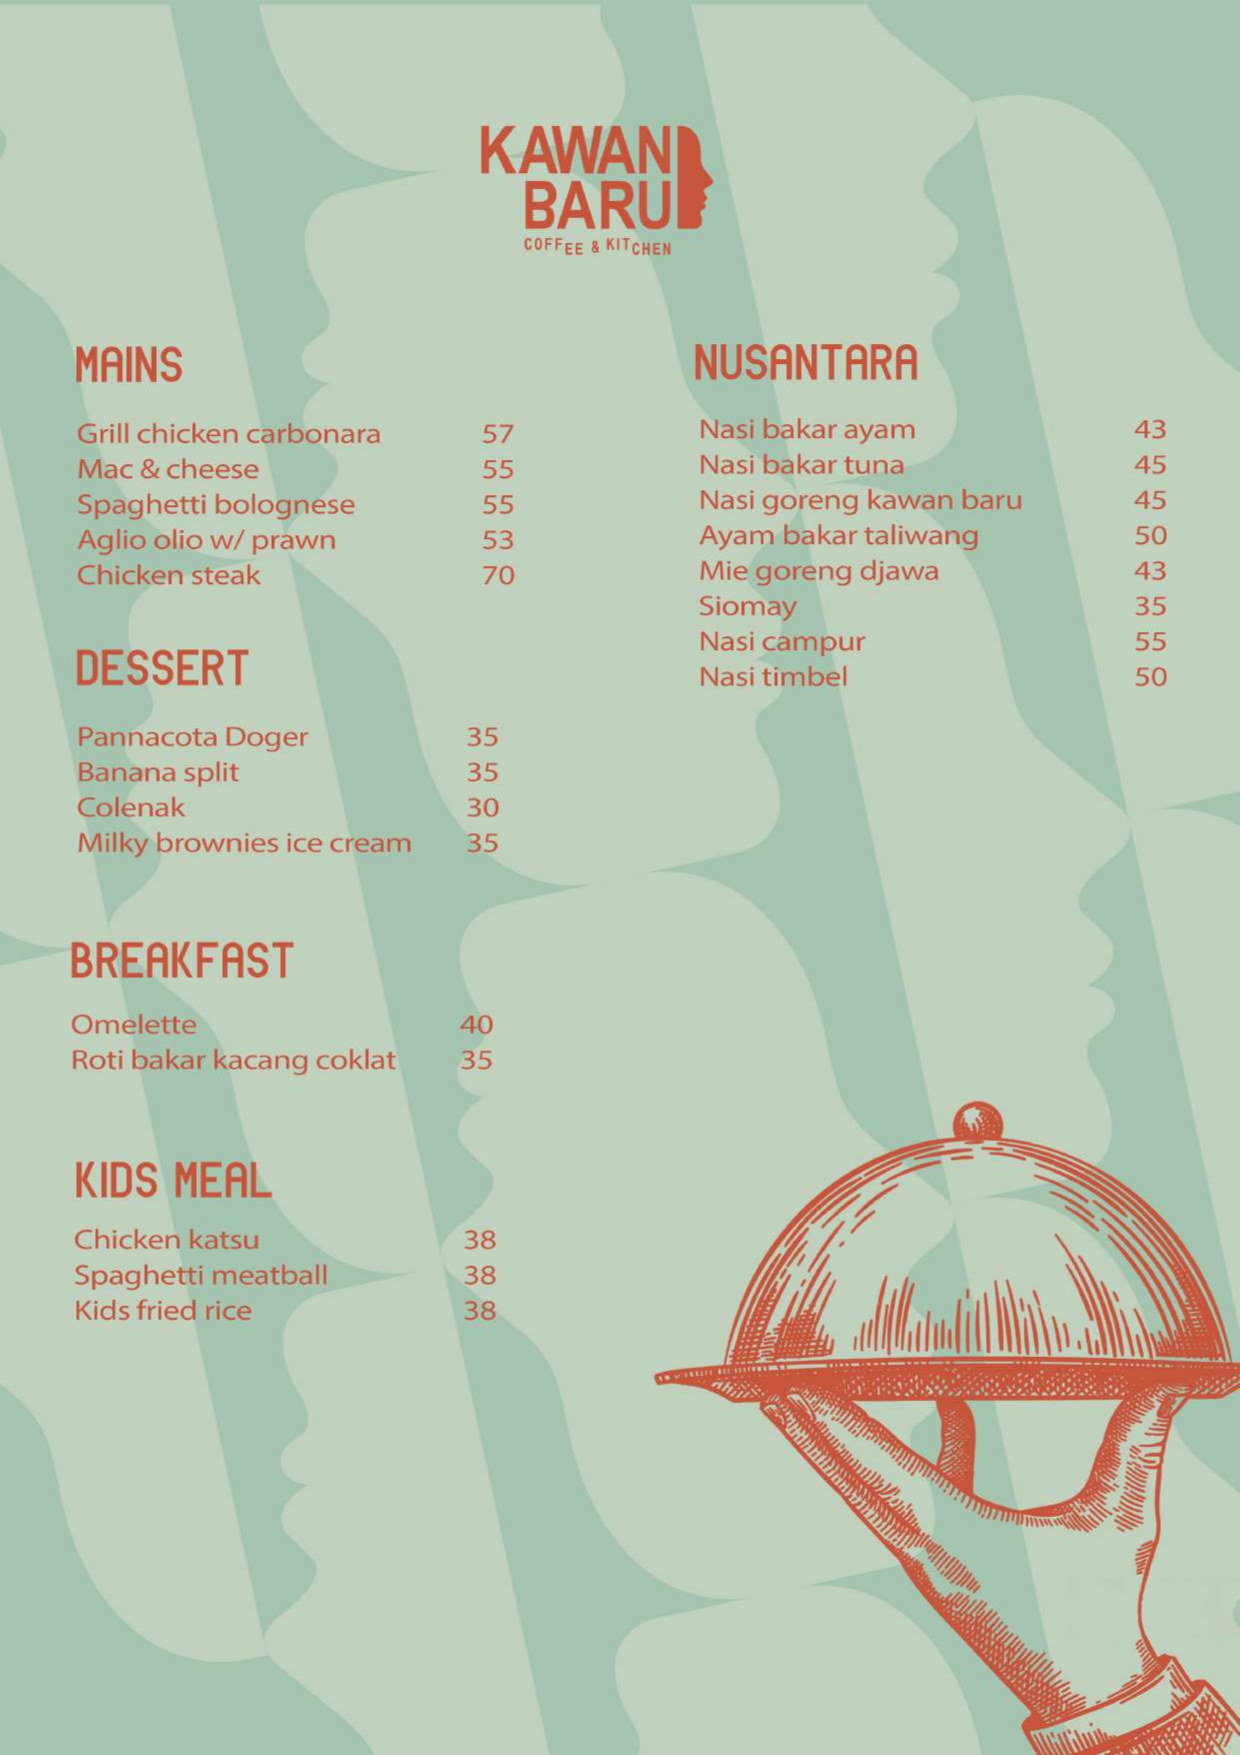 KAWAN
BARU
COFFEE & KITCHEN
MAINS
Grill chicken carbonara 57
Mac & cheese 55
Spaghetti bolognese 55
Aglio olio w/ prawn 53
Chicken steak 70
DESSERT
Pannacota Doger 35
Banana split 35
Colenak 30
Milky brownies ice cream 35
BREAKFAST
Omelette 40
Roti bakar kacang coklat 35
KIDS MEAL
Chicken katsu 38
Spaghetti meatball 38
Kids fried rice 38
NUSANTARA
Nasi bakar ayam 43
Nasi bakar tuna 45
Nasi goreng kawan baru 45
Ayam bakar taliwang 50
Mie goreng djawa 43
Siomay 35
Nasi campur 55
Nasi timbel 50